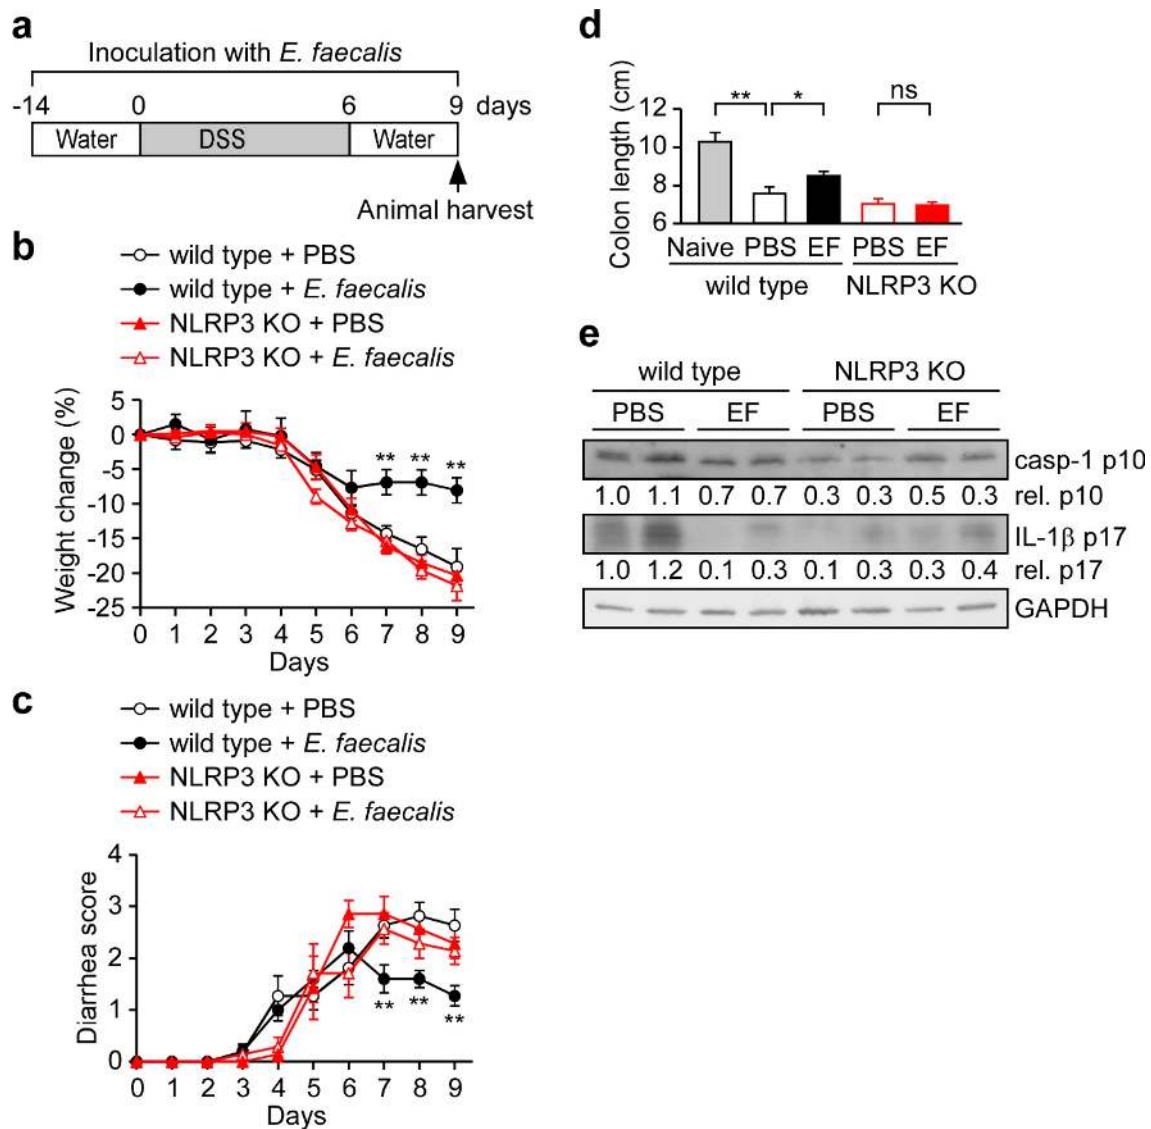 a
Inoculation with E. faecalis
-14 0 6 9 days
Water DSS Water
Animal harvest
b
wild type + PBS
wild type + E. faecalis
NLRP3 KO + PBS
NLRP3 KO + E. faecalis
Weight change (%)
5
0
-5
-10
-15
-20
-25
** ** **
0 1 2 3 4 5 6 7 8 9
Days
c
wild type + PBS
wild type + E. faecalis
NLRP3 KO + PBS
NLRP3 KO + E. faecalis
Diarrhea score
4
3
2
1
0
** ** **
0 1 2 3 4 5 6 7 8 9
Days
d
Colon length (cm)
12
10
8
6
** * ns
Naive PBS EF PBS EF
wild type NLRP3 KO
e
wild type NLRP3 KO
PBS EF PBS EF
casp-1 p10
1.0 1.1 0.7 0.7 0.3 0.3 0.5 0.3 rel. p10
IL-1β p17
1.0 1.2 0.1 0.3 0.1 0.3 0.3 0.4 rel. p17
GAPDH